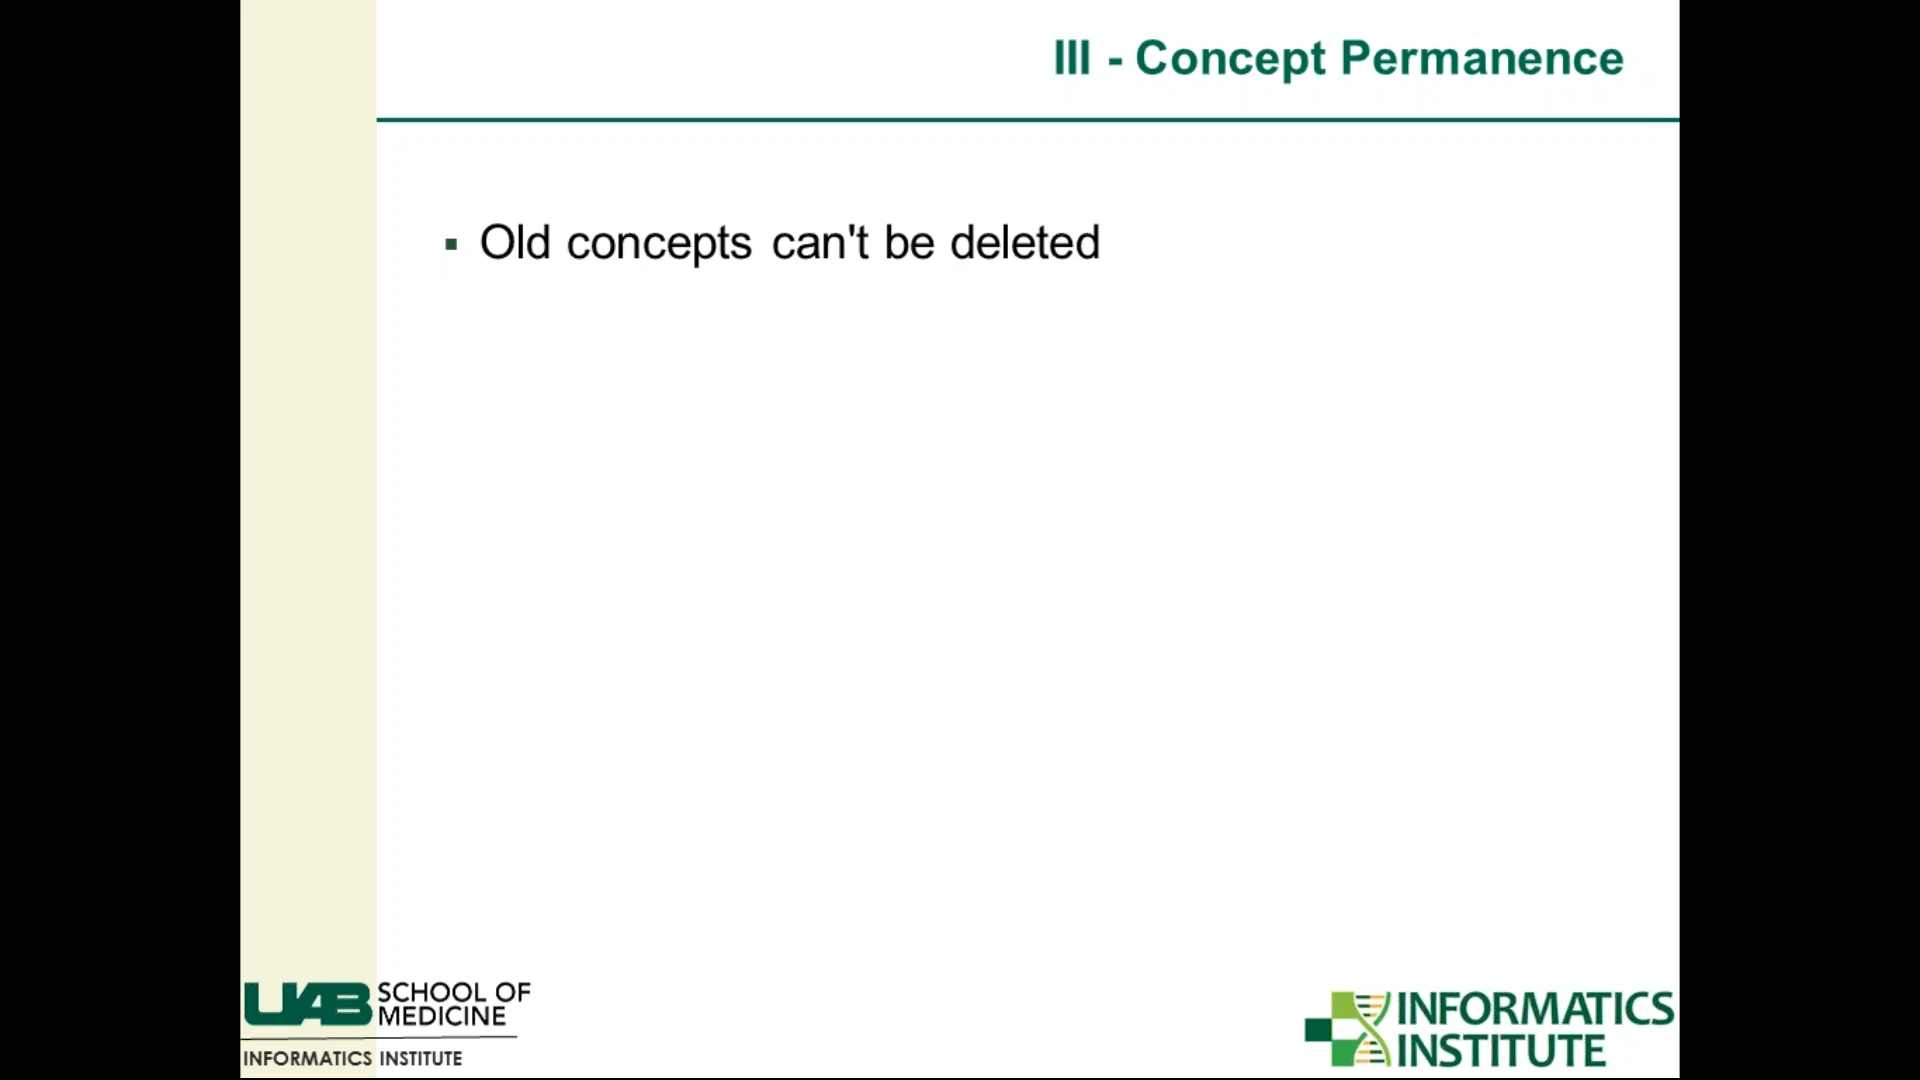 III - Concept Permanence
▪ Old concepts can't be deleted
UAB SCHOOL OF
MEDICINE
INFORMATICS INSTITUTE
INFORMATICS
INSTITUTE